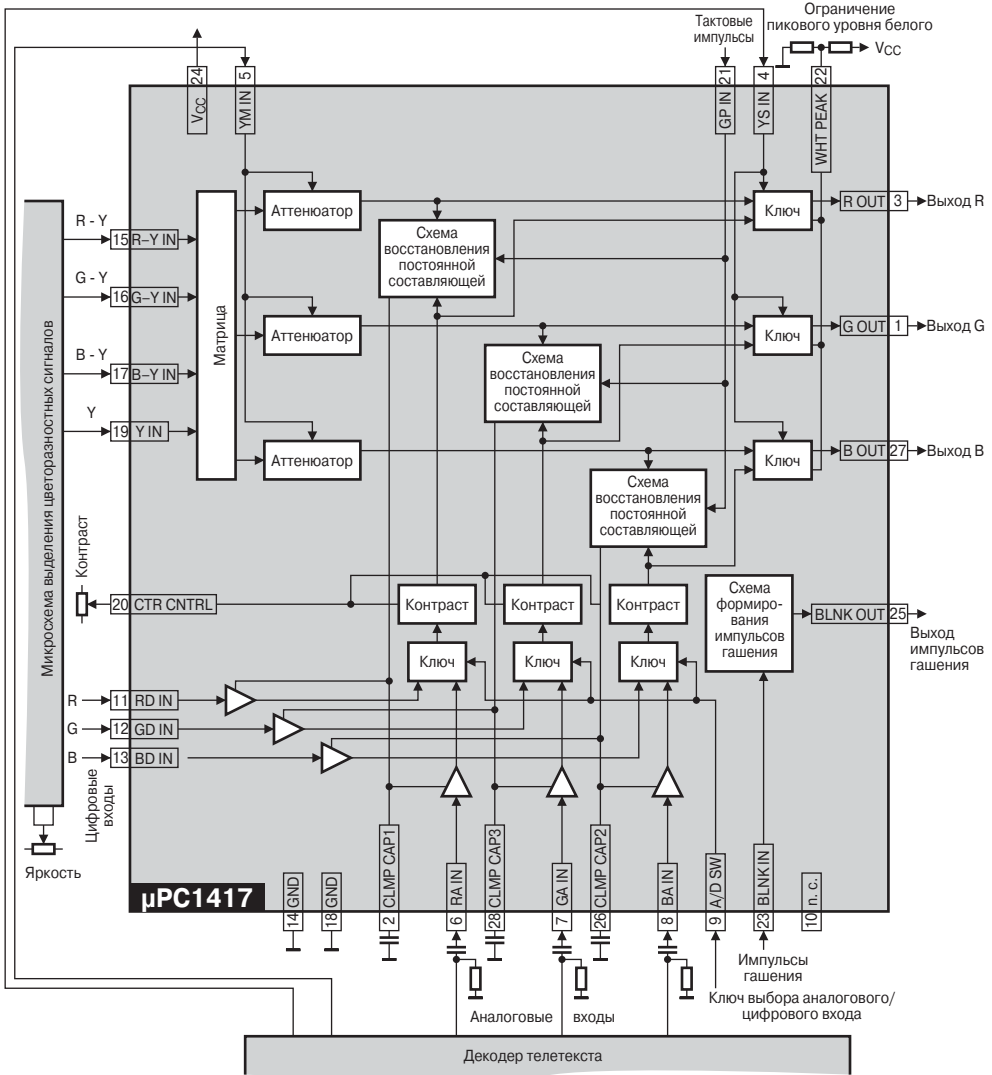 Ограничение
пикового уровня белого
Тактовые
импульсы
VCC
VCC 24
YM IN 5
GP IN 21
YS IN 4
WHT PEAK 22
Микросхема выделения цветоразностных сигналов
R - Y
15 R–Y IN
G - Y
16 G–Y IN
B - Y
17 B–Y IN
Y
19 Y IN
Матрица
Аттенюатор
Аттенюатор
Аттенюатор
Схема
восстановления
постоянной
составляющей
Схема
восстановления
постоянной
составляющей
Схема
восстановления
постоянной
составляющей
Ключ
Ключ
Ключ
R OUT 3
Выход R
G OUT 1
Выход G
B OUT 27
Выход B
Контраст
20 CTR CNTRL
Контраст
Контраст
Контраст
Ключ
Ключ
Ключ
Схема
формиро-
вания
импульсов
гашения
BLNK OUT 25
Выход
импульсов
гашения
R
11 RD IN
G
12 GD IN
B
13 BD IN
Цифровые
входы
Яркость
µPC1417
14 GND
18 GND
2 CLMP CAP1
6 RA IN
28 CLMP CAP3
7 GA IN
26 CLMP CAP2
8 BA IN
9 A/D SW
23 BLNK IN
10 n. c.
Импульсы
гашения
Ключ выбора аналогового/
цифрового входа
Аналоговые входы
Декодер телетекста